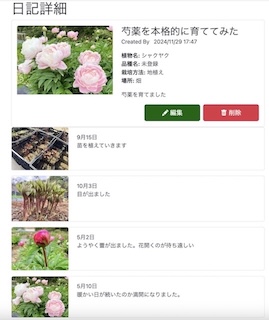 日記詳細
芍薬を本格的に育ててみた
Created By 2024/11/29 17:47
植物名: シャクヤク
品種名: 未登録
栽培方法: 地植え
場所: 畑
芍薬を育てました
編集
削除
9月15日
苗を植えていきます
10月3日
目が出ました
5月2日
ようやく蕾が出ました。花開くのが待ち遠しい
5月10日
暖かい日が続いたのか満開になりました。